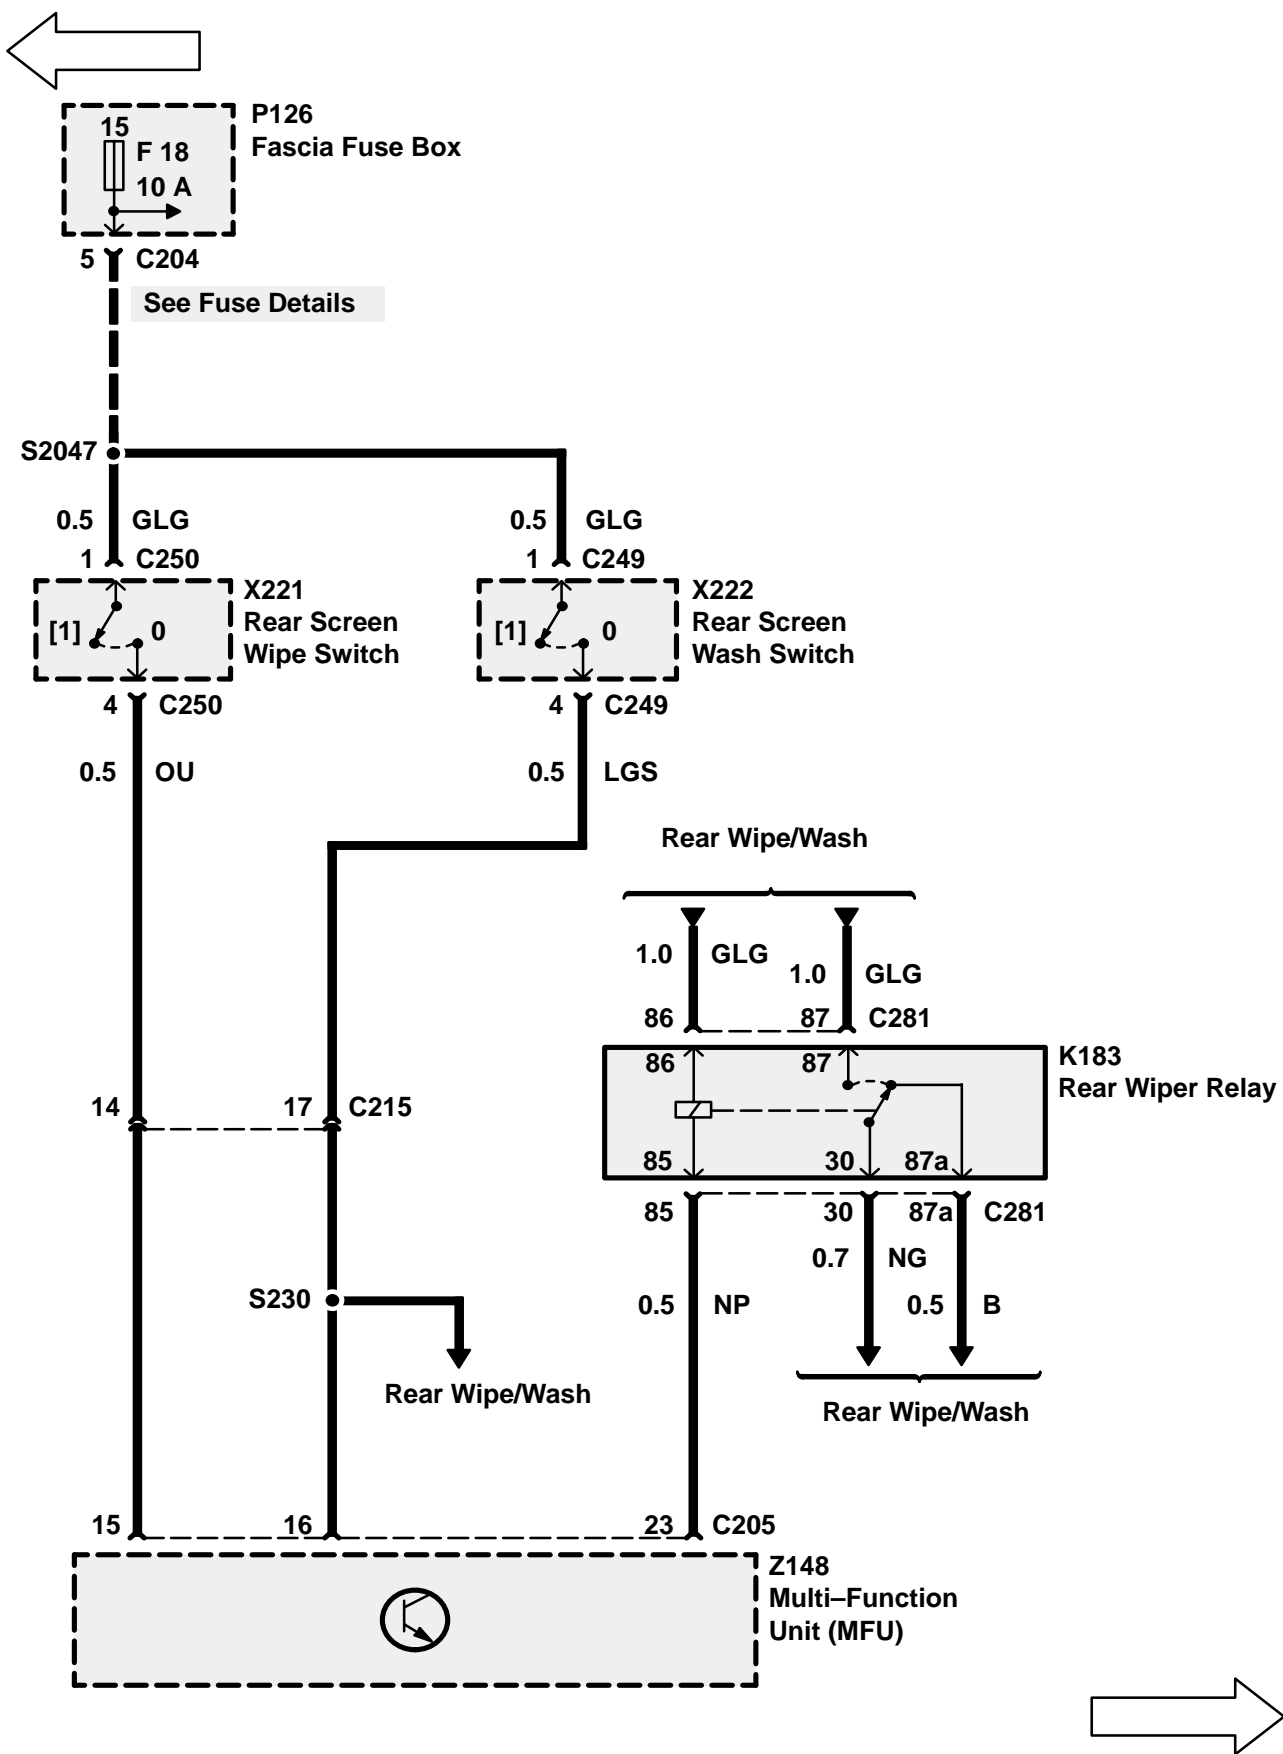 P126
Fascia Fuse Box
15
F 18
10 A
5 C204
See Fuse Details
S2047
0.5 GLG
0.5 GLG
1 C250
1 C249
X221
Rear Screen
Wipe Switch
[1] 0
X222
Rear Screen
Wash Switch
[1] 0
4 C250
4 C249
0.5 OU
0.5 LGS
Rear Wipe/Wash
1.0 GLG
1.0 GLG
86 87 C281
86 87
K183
Rear Wiper Relay
14 17 C215
85 30 87a
85 30 87a C281
0.7 NG
S230
0.5 NP
0.5 B
Rear Wipe/Wash
Rear Wipe/Wash
15 16 23 C205
Z148
Multi–Function
Unit (MFU)